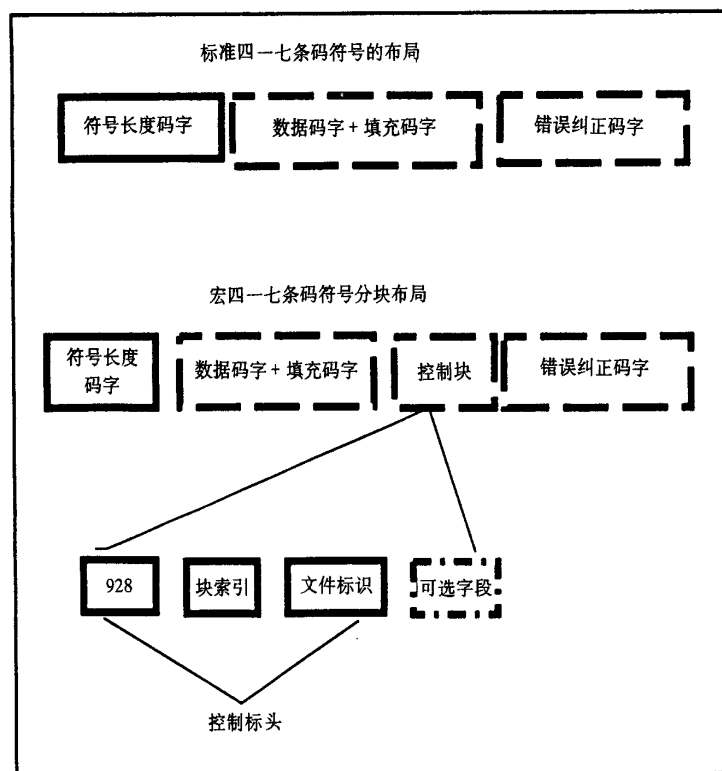 标准四一七条码符号的布局
符号长度码字
数据码字+填充码字
错误纠正码字
宏四一七条码符号分块布局
符号长度
码字
数据码字+填充码字
控制块
错误纠正码字
928
块索引
文件标识
可选字段
控制标头